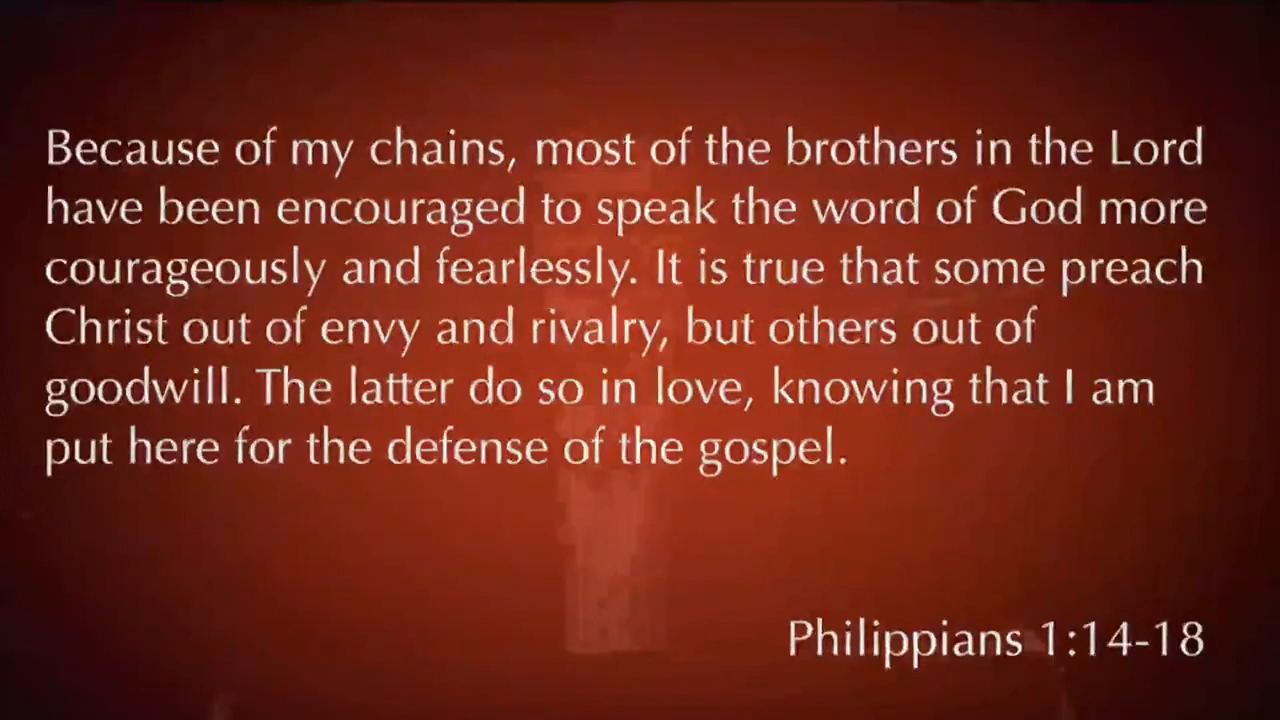 Because of my chains, most of the brothers in the Lord
have been encouraged to speak the word of God more
courageously and fearlessly. It is true that some preach
Christ out of envy and rivalry, but others out of
goodwill. The latter do so in love, knowing that I am
put here for the defense of the gospel.
Philippians 1:14-18